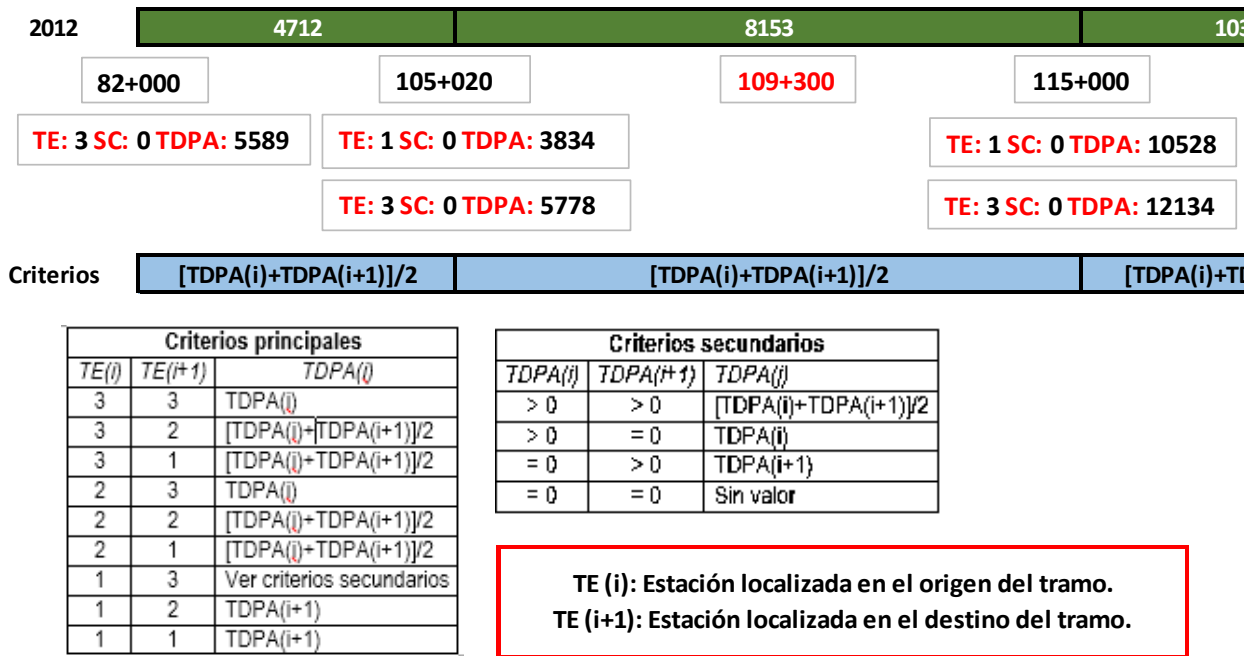 2012 4712 8153 103
82+000 105+020 109+300 115+000
TE: 3 SC: 0 TDPA: 5589 TE: 1 SC: 0 TDPA: 3834 TE: 1 SC: 0 TDPA: 10528
TE: 3 SC: 0 TDPA: 5778 TE: 3 SC: 0 TDPA: 12134
Criterios [TDPA(i)+TDPA(i+1)]/2 [TDPA(i)+TDPA(i+1)]/2 [TDPA(i)+TD
Criterios principales
TE(i) TE(i+1) TDPA(j)
3 3 TDPA(j)
3 2 [TDPA(j)+TDPA(i+1)]/2
3 1 [TDPA(j)+TDPA(i+1)]/2
2 3 TDPA(j)
2 2 [TDPA(j)+TDPA(i+1)]/2
2 1 [TDPA(j)+TDPA(i+1)]/2
1 3 Ver criterios secundarios
1 2 TDPA(i+1)
1 1 TDPA(i+1)
Criterios secundarios
TDPA(i) TDPA(i+1) TDPA(j)
> 0 > 0 [TDPA(i)+TDPA(i+1)]/2
> 0 = 0 TDPA(i)
= 0 > 0 TDPA(i+1)
= 0 = 0 Sin valor
TE (i): Estación localizada en el origen del tramo.
TE (i+1): Estación localizada en el destino del tramo.